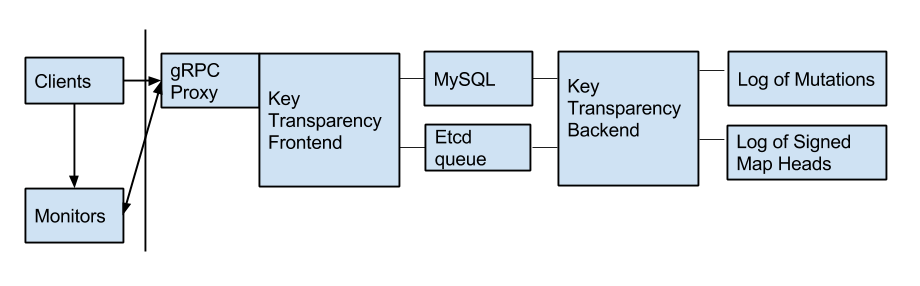 Clients
Monitors
gRPC
Proxy
Key
Transparency
Frontend
MySQL
Etcd
queue
Key
Transparency
Backend
Log of Mutations
Log of Signed
Map Heads